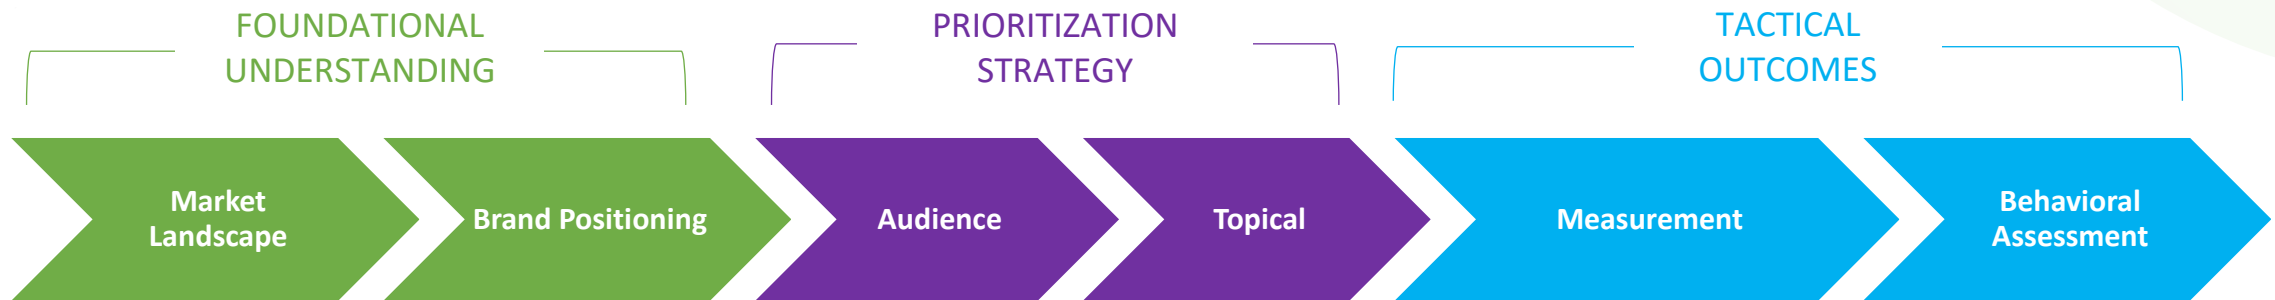 FOUNDATIONAL
UNDERSTANDING
PRIORITIZATION
STRATEGY
TACTICAL
OUTCOMES
Market
Landscape
Brand Positioning
Audience
Topical
Measurement
Behavioral
Assessment